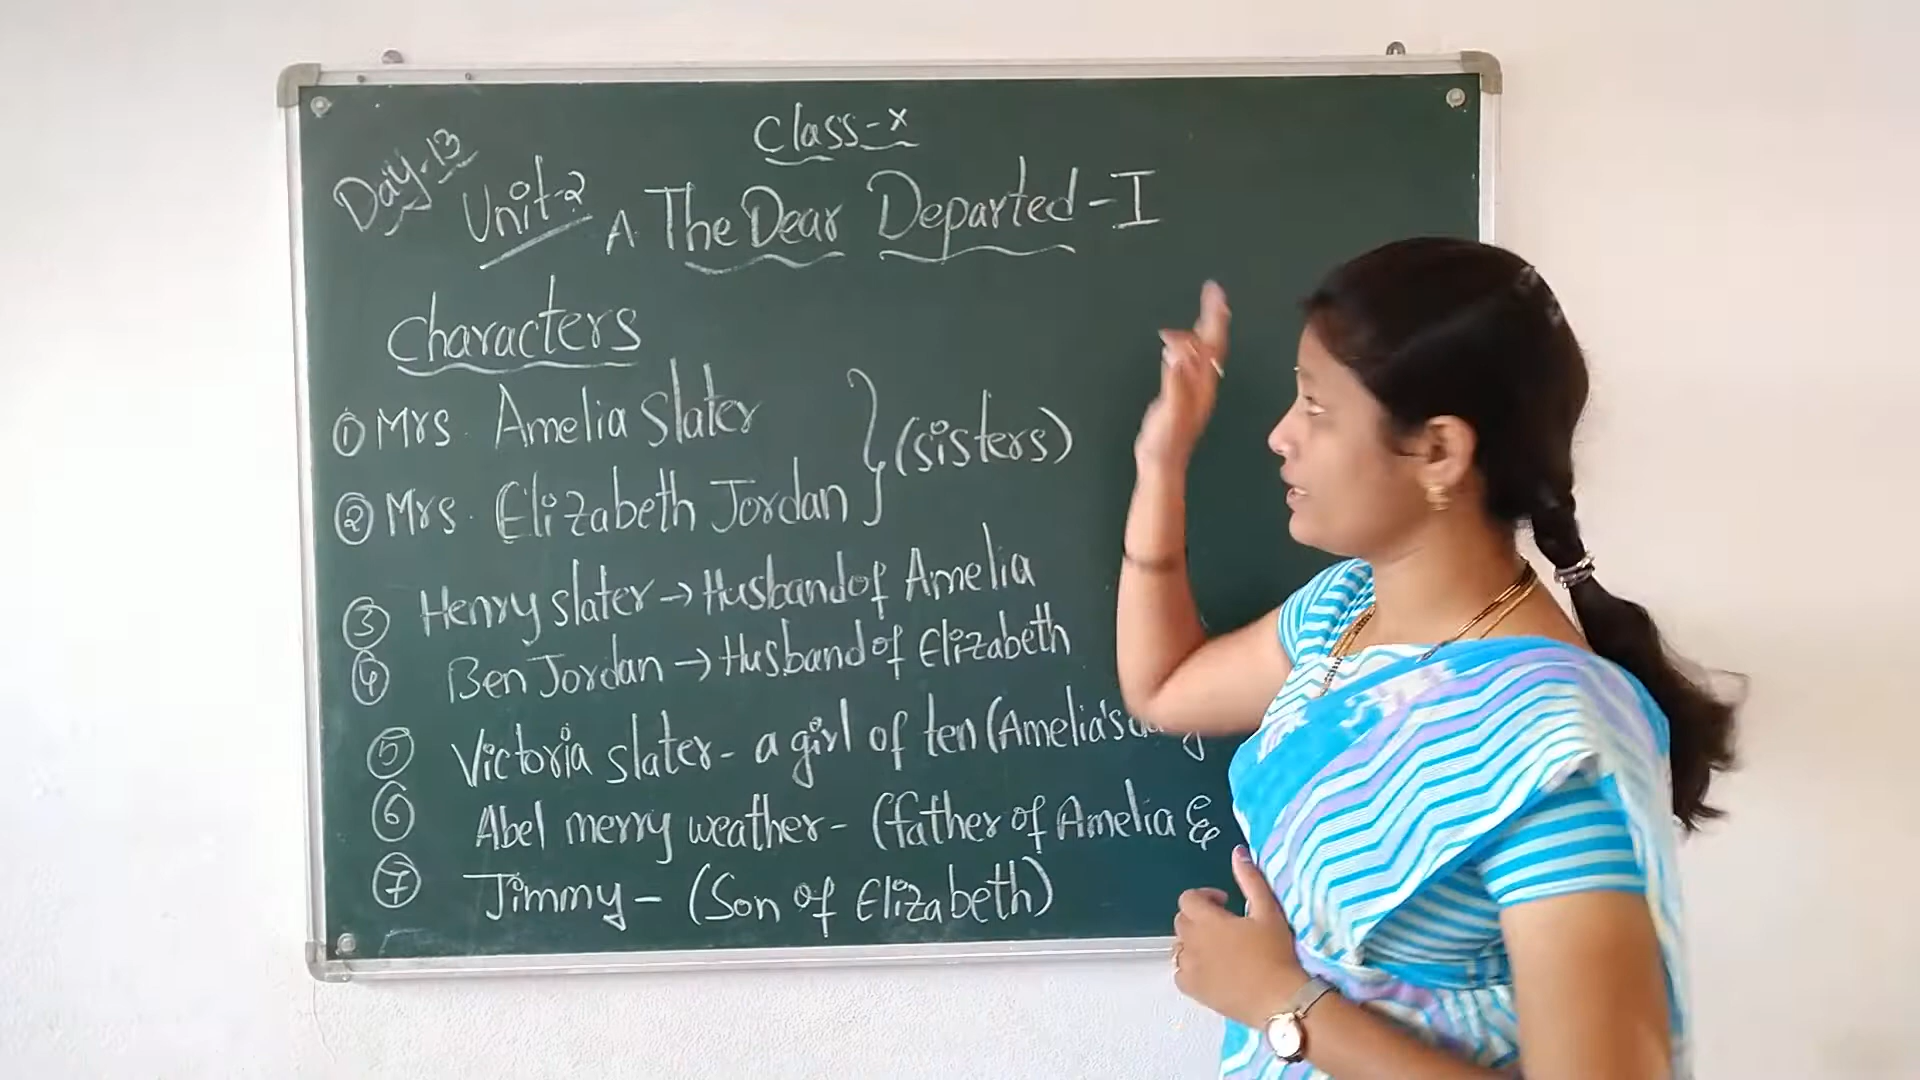 Class-X
Day-13
Unit-2 A The Dear Departed-I
Characters
① Mrs. Amelia Slater
② Mrs. Elizabeth Jordan } (sisters)
③ Henry slater → Husband of Amelia
④ Ben Jordan → Husband of Elizabeth
⑤ Victoria slater - a girl of ten (Amelia's
⑥ Abel merry weather - (father of Amelia &
⑦ Jimmy - (Son of Elizabeth)